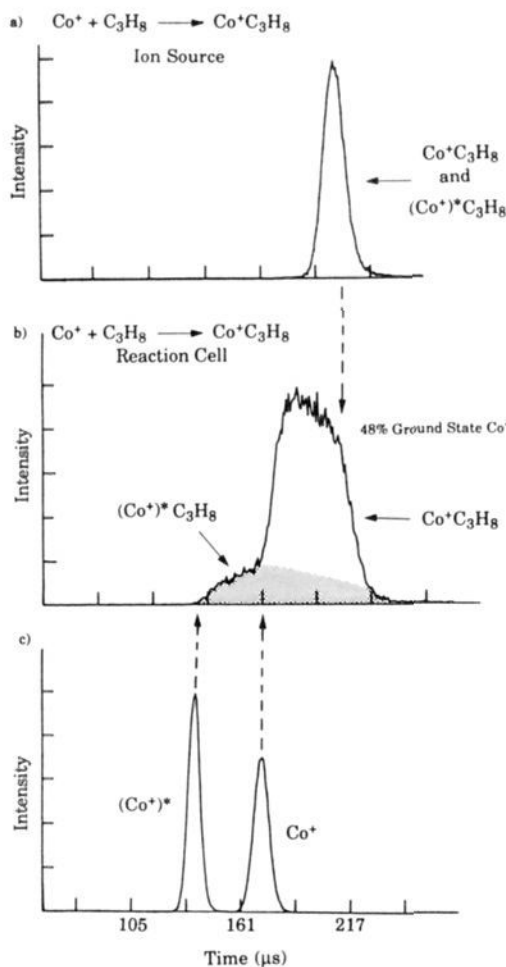 a) Co⁺ + C₃H₈ ⟶ Co⁺C₃H₈
Ion Source
Intensity
Co⁺C₃H₈
and
(Co⁺)*C₃H₈
b) Co⁺ + C₃H₈ ⟶ Co⁺C₃H₈
Reaction Cell
48% Ground State Co⁺
Intensity
(Co⁺)* C₃H₈
Co⁺C₃H₈
c)
Intensity
(Co⁺)*
Co⁺
105 161 217
Time (μs)